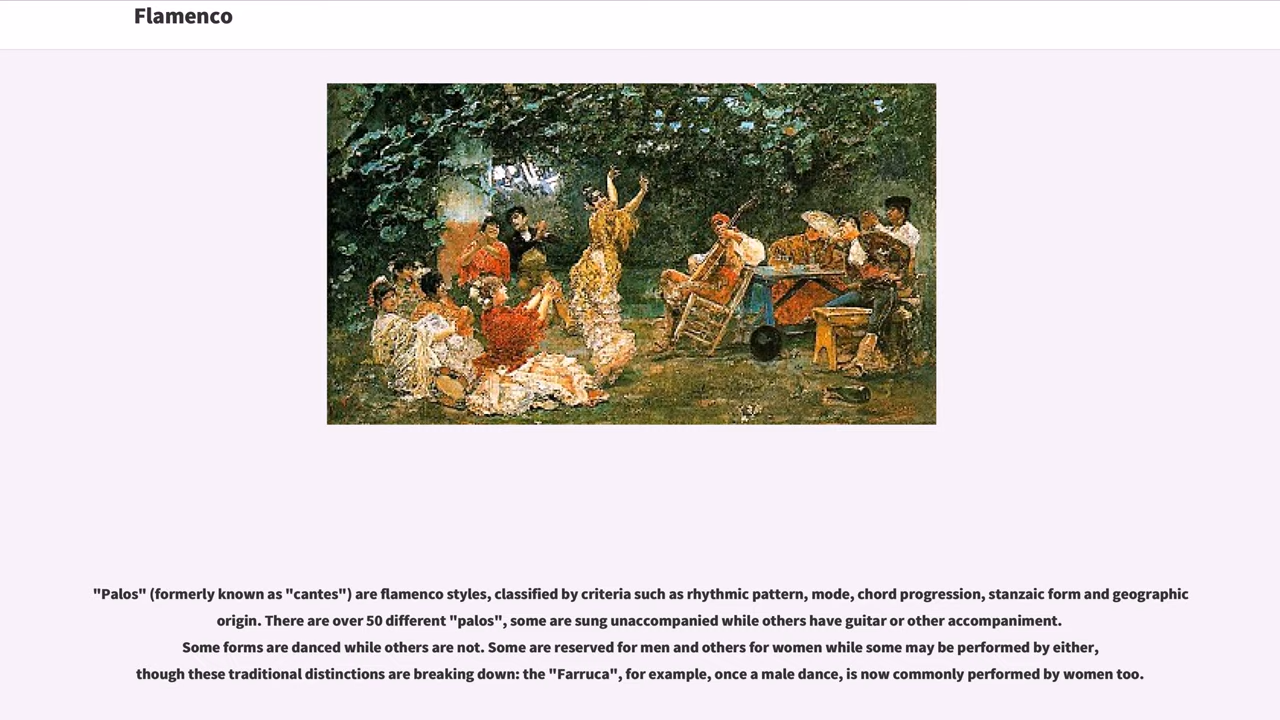 Flamenco
"Palos" (formerly known as "cantes") are flamenco styles, classified by criteria such as rhythmic pattern, mode, chord progression, stanzaic form and geographic
origin. There are over 50 different "palos", some are sung unaccompanied while others have guitar or other accompaniment.
Some forms are danced while others are not. Some are reserved for men and others for women while some may be performed by either,
though these traditional distinctions are breaking down: the "Farruca", for example, once a male dance, is now commonly performed by women too.